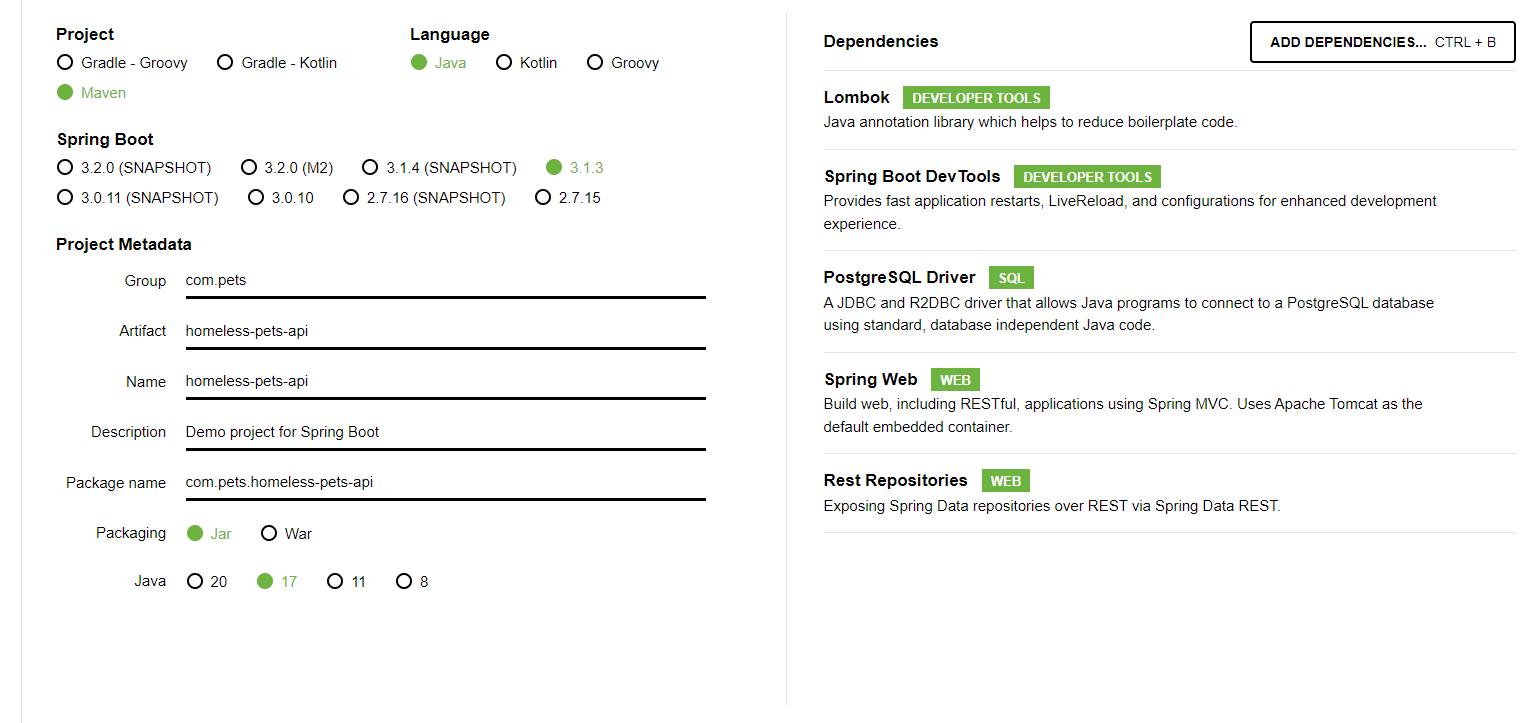 Project
Gradle - Groovy Gradle - Kotlin
Maven
Language
Java Kotlin Groovy
Spring Boot
3.2.0 (SNAPSHOT) 3.2.0 (M2) 3.1.4 (SNAPSHOT) 3.1.3
3.0.11 (SNAPSHOT) 3.0.10 2.7.16 (SNAPSHOT) 2.7.15
Project Metadata
Group com.pets
Artifact homeless-pets-api
Name homeless-pets-api
Description Demo project for Spring Boot
Package name com.pets.homeless-pets-api
Packaging Jar War
Java 20 17 11 8
Dependencies ADD DEPENDENCIES... CTRL + B
Lombok DEVELOPER TOOLS
Java annotation library which helps to reduce boilerplate code.
Spring Boot DevTools DEVELOPER TOOLS
Provides fast application restarts, LiveReload, and configurations for enhanced development
experience.
PostgreSQL Driver SQL
A JDBC and R2DBC driver that allows Java programs to connect to a PostgreSQL database
using standard, database independent Java code.
Spring Web WEB
Build web, including RESTful, applications using Spring MVC. Uses Apache Tomcat as the
default embedded container.
Rest Repositories WEB
Exposing Spring Data repositories over REST via Spring Data REST.